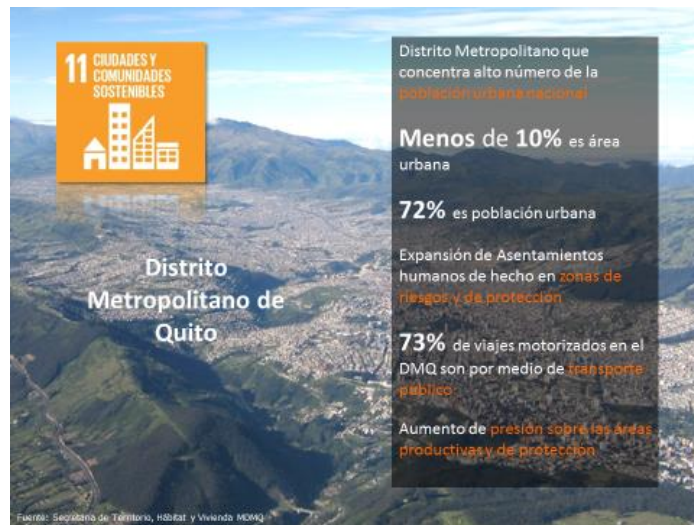 11 CIUDADES Y
COMUNIDADES
SOSTENIBLES
Distrito
Metropolitano de
Quito
Distrito Metropolitano que
concentra alto número de la
población urbana nacional
Menos de 10% es área
urbana
72% es población urbana
Expansión de Asentamientos
humanos de hecho en zonas de
riesgos y de protección
73% de viajes motorizados en el
DMQ son por medio de transporte
público
Aumento de presión sobre las áreas
productivas y de protección
Fuente: Secretaria de Territorio, Hábitat y Vivienda MDMQ